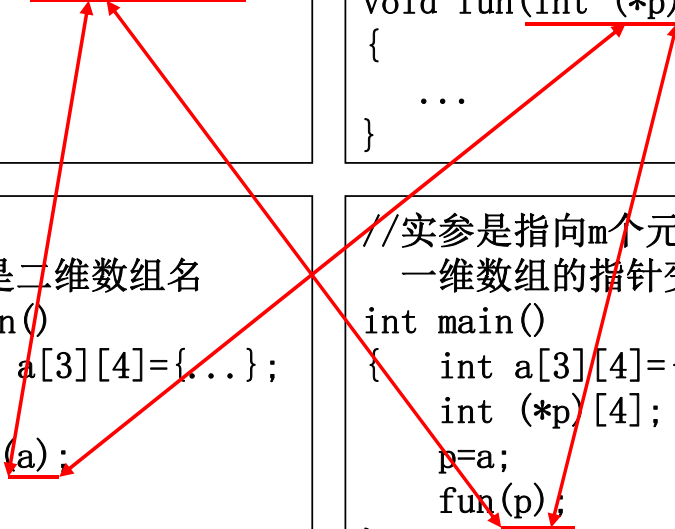 void fun(int (*p)
{
...
}
是二维数组名
n()
a[3][4]={...};
(a);
//实参是指向m个元
一维数组的指针变
int main()
{ int a[3][4]={
int (*p)[4];
p=a;
fun(p);